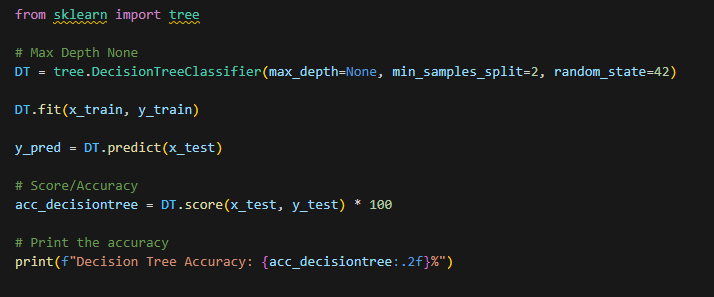 from sklearn import tree
# Max Depth None
DT = tree.DecisionTreeClassifier(max_depth=None, min_samples_split=2, random_state=42)
DT.fit(x_train, y_train)
y_pred = DT.predict(x_test)
# Score/Accuracy
acc_decisiontree = DT.score(x_test, y_test) * 100
# Print the accuracy
print(f"Decision Tree Accuracy: {acc_decisiontree:.2f}%")